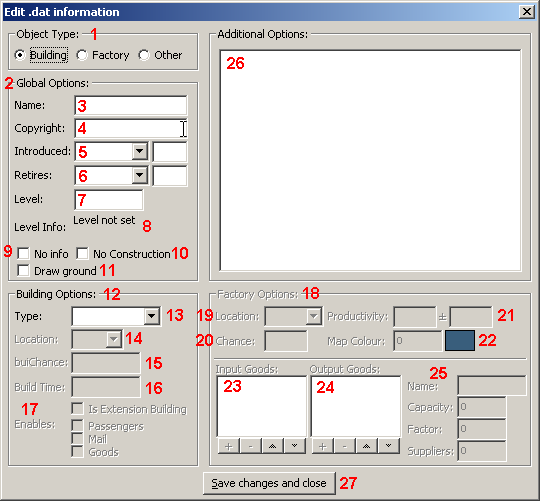 Edit .dat information
Object Type: 1
Building Factory Other
2 Global Options:
Name: 3
Copyright: 4
Introduced: 5
Retires: 6
Level: 7
Level Info: Level not set 8
9 No info No Construction 10
Draw ground 11
Additional Options:
26
Building Options: 12
Type: 13
Location: 14
buiChance: 15
Build Time: 16
17 Is Extension Building
Enables: Passengers
Mail
Goods
Factory Options: 18
19 Location: Productivity: ± 21
20 Chance: Map Colour: 0 22
Input Goods: Output Goods: 25
23 24 Name:
Capacity: 0
Factor: 0
Suppliers: 0
+ - + -
Save changes and close 27